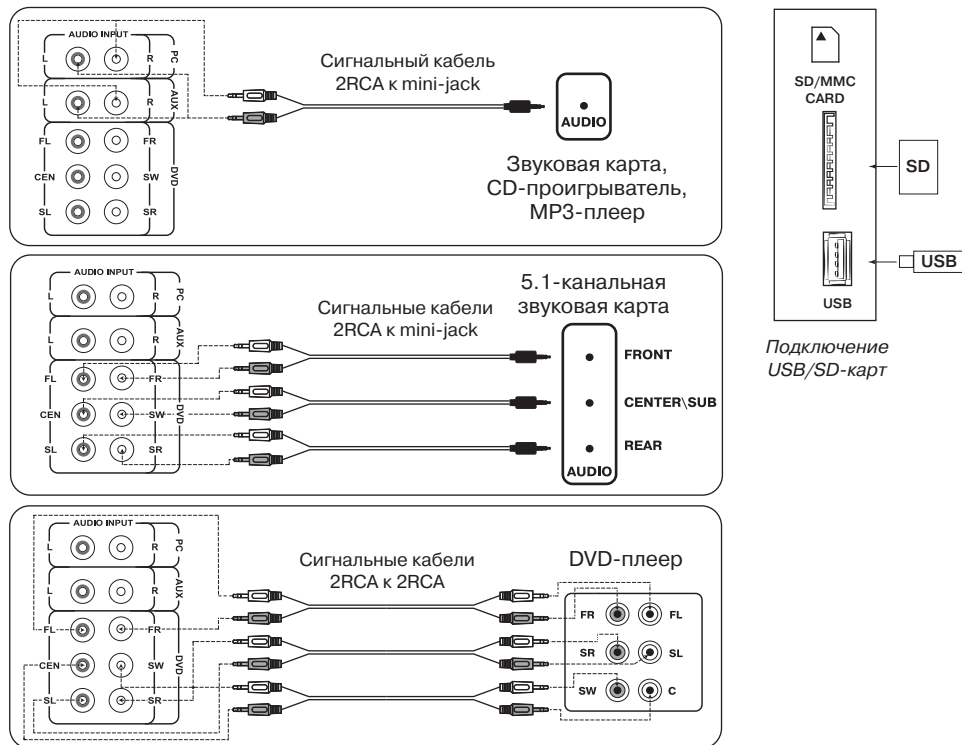 AUDIO INPUT
L R PC
L R AUX
FL FR
CEN SW DVD
SL SR
Сигнальный кабель
2RCA к mini-jack
AUDIO
Звуковая карта,
CD-проигрыватель,
MP3-плеер
AUDIO INPUT
L R PC
L R AUX
FL FR
CEN SW DVD
SL SR
Сигнальные кабели
2RCA к mini-jack
5.1-канальная
звуковая карта
FRONT
CENTER\SUB
REAR
AUDIO
AUDIO INPUT
L R PC
L R AUX
FL FR
CEN SW DVD
SL SR
Сигнальные кабели
2RCA к 2RCA
DVD-плеер
FR FL
SR SL
SW C
SD/MMC
CARD
SD
USB
USB
Подключение
USB/SD-карт